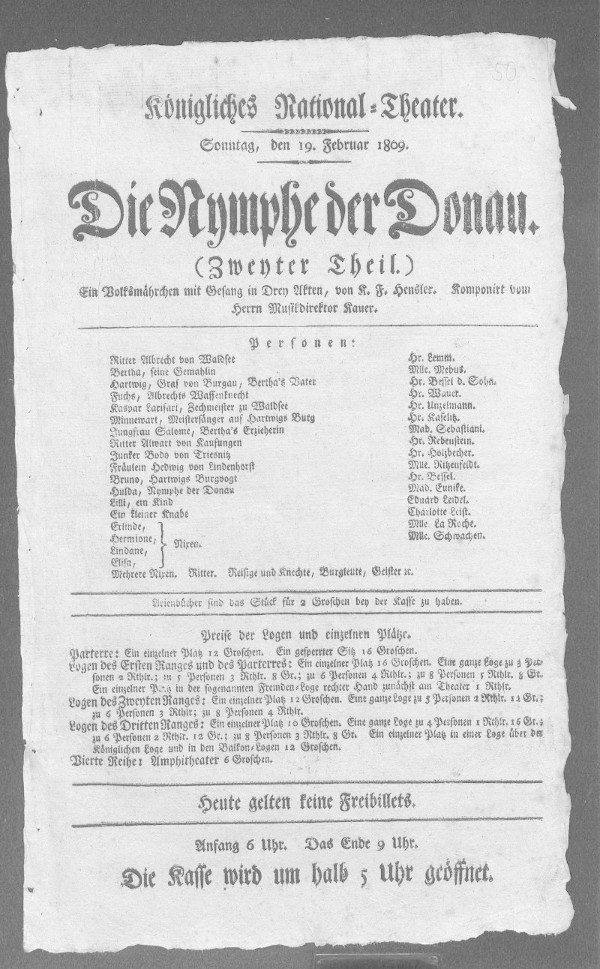 50.
Königliches National-Theater.
Sonntag, den 19. Februar 1809.
Die Nymphe der Donau.
(Zweyter Theil.)
Ein Volksmährchen mit Gesang in Drey Akten, von K. F. Hensler. Komponirt vom
Herrn Musikdirektor Kauer.
Personen:
Ritter Albrecht von Waldsee Hr. Lemm.
Bertha, seine Gemahlin Mlle. Mebus.
Hartwig, Graf von Burgau, Bertha's Vater Hr. Bessel d. Sohn.
Fuchs, Albrechts Waffenknecht Hr. Wauer.
Kaspar Larifari, Zechmeister zu Waldsee Hr. Unzelmann.
Minnewart, Meistersänger auf Hartwigs Burg Hr. Kaselitz.
Jungfrau Salome, Bertha's Erzieherin Mad. Sebastiani.
Ritter Alwart von Kaufungen Hr. Rebenstein.
Junker Bodo von Triesnitz Hr. Holzbecher.
Fräulein Hedwig von Lindenhorst Mlle. Ritzenfeldt.
Bruno, Hartwigs Burgvogt Hr. Bessel.
Hulda, Nymphe der Donau Mad. Eunike.
Lilli, ein Kind Eduard Leidel.
Ein kleiner Knabe Charlotte Leist.
Erlinde, Mlle. La Roche.
Hermione, Mlle. Schwachen.
Nixen.
Lindane,
Elisa,
Mehrere Nixen. Ritter. Reisige und Knechte, Burgleute, Geister ꝛc.
Arienbücher sind das Stück für 2 Groschen bey der Kasse zu haben.
Preise der Logen und einzelnen Plätze.
Parterre: Ein einzelner Platz 12 Groschen. Ein gesperrter Sitz 16 Groschen.
Logen des Ersten Ranges und des Parterres: Ein einzelner Platz 16 Groschen. Eine ganze Loge zu 3 Per-
sonen 2 Rthlr.; zu 5 Personen 3 Rthlr. 8 Gr.; zu 6 Personen 4 Rthlr.; zu 8 Personen 5 Rthlr. 8 Gr.
Ein einzelner Platz in der sogenannten Fremden-Loge rechter Hand zunächst am Theater 1 Rthlr.
Logen des Zweyten Ranges: Ein einzelner Platz 12 Groschen. Eine ganze Loge zu 5 Personen 2 Rthlr. 12 Gr.;
zu 6 Personen 3 Rthlr; zu 8 Personen 4 Rthlr.
Logen des Dritten Ranges: Ein einzelner Platz 10 Groschen. Eine ganze Loge zu 4 Personen 1 Rthlr. 16 Gr.;
zu 6 Personen 2 Rthlr. 12 Gr.; zu 8 Personen 3 Rthlr. 8 Gr. Ein einzelner Platz in einer Loge über der
Königlichen Loge und in den Balkon-Logen 12 Groschen.
Vierte Reihe: Amphitheater 6 Groschen.
Heute gelten keine Freibillets.
Anfang 6 Uhr. Das Ende 9 Uhr.
Die Kasse wird um halb 5 Uhr geöffnet.